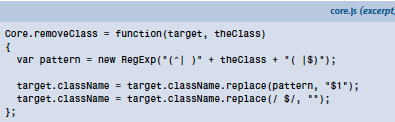 core.js (excerpt,
Core.removeClass = function(target, theClass)
{
  var pattern = new RegExp("(^| )" + theClass + "( |$)");
  target.className = target.className.replace(pattern, "$1");
  target.className = target.className.replace(/ $/, "");
};